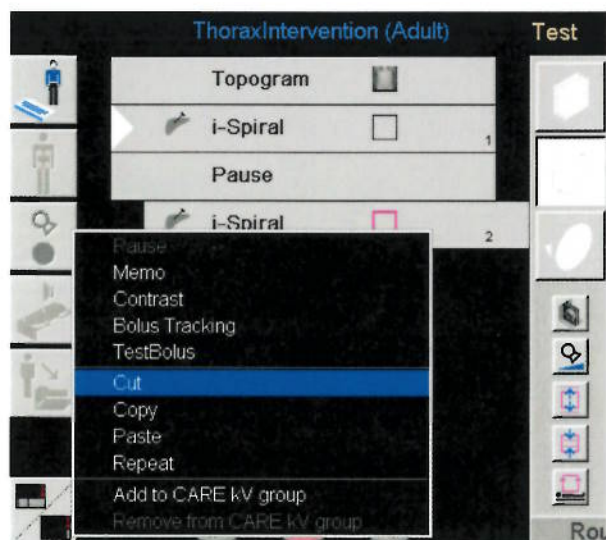 ThoraxIntervention (Adult) Test
Topogram
i-Spiral
1
Pause
i-Spiral
2
Pause
Memo
Contrast
Bolus Tracking
TestBolus
Cut
Copy
Paste
Repeat
Add to CARE kV group
Remove from CARE kV group
Rou